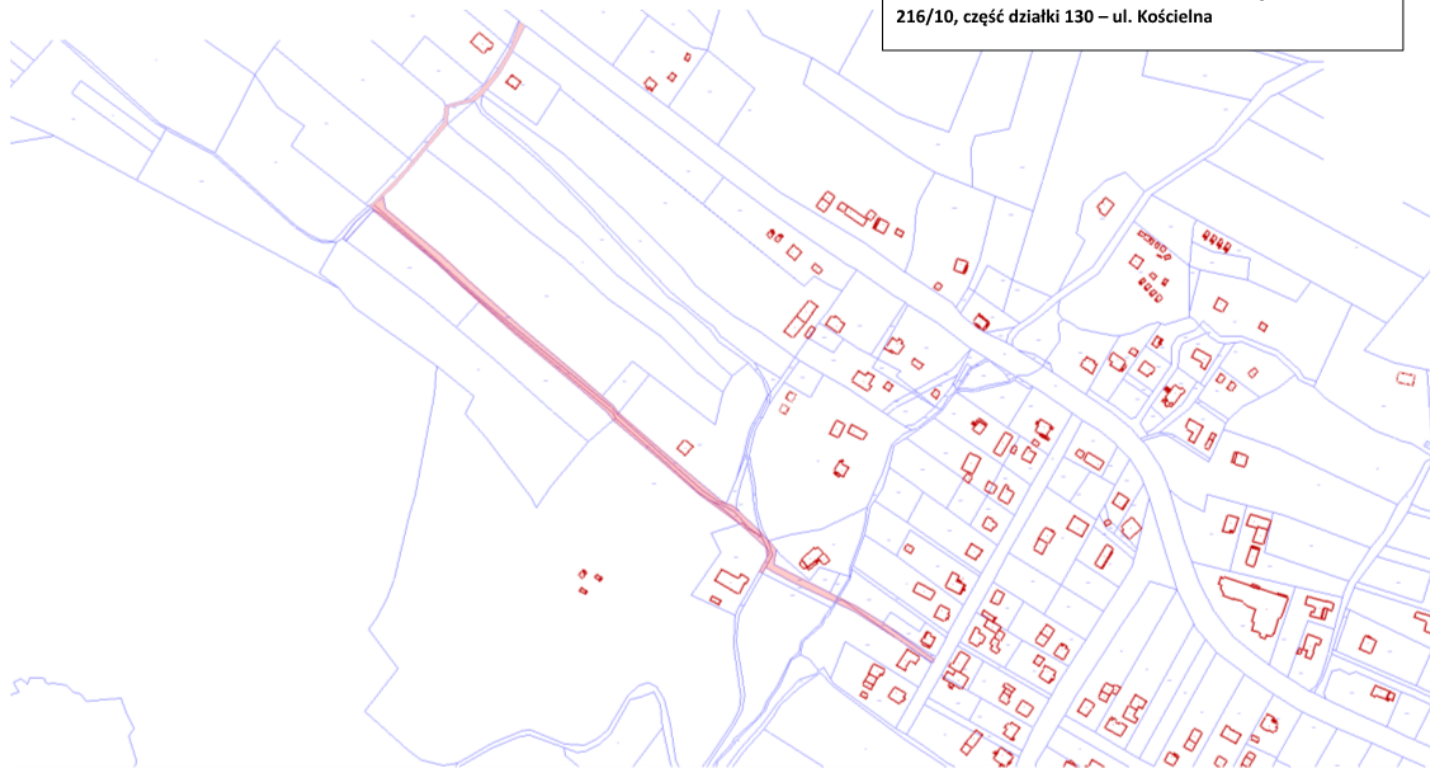 216/10, część działki 130 – ul. Kościelna